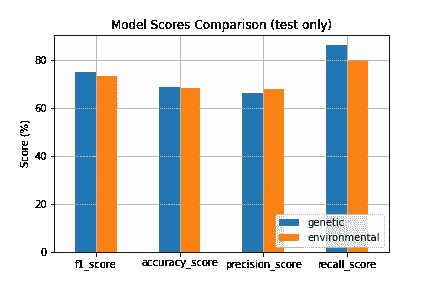 Model Scores Comparison (test only)
Score (%)
80
60
40
20
0
genetic
environmental
f1_score accuracy_score precision_score recall_score